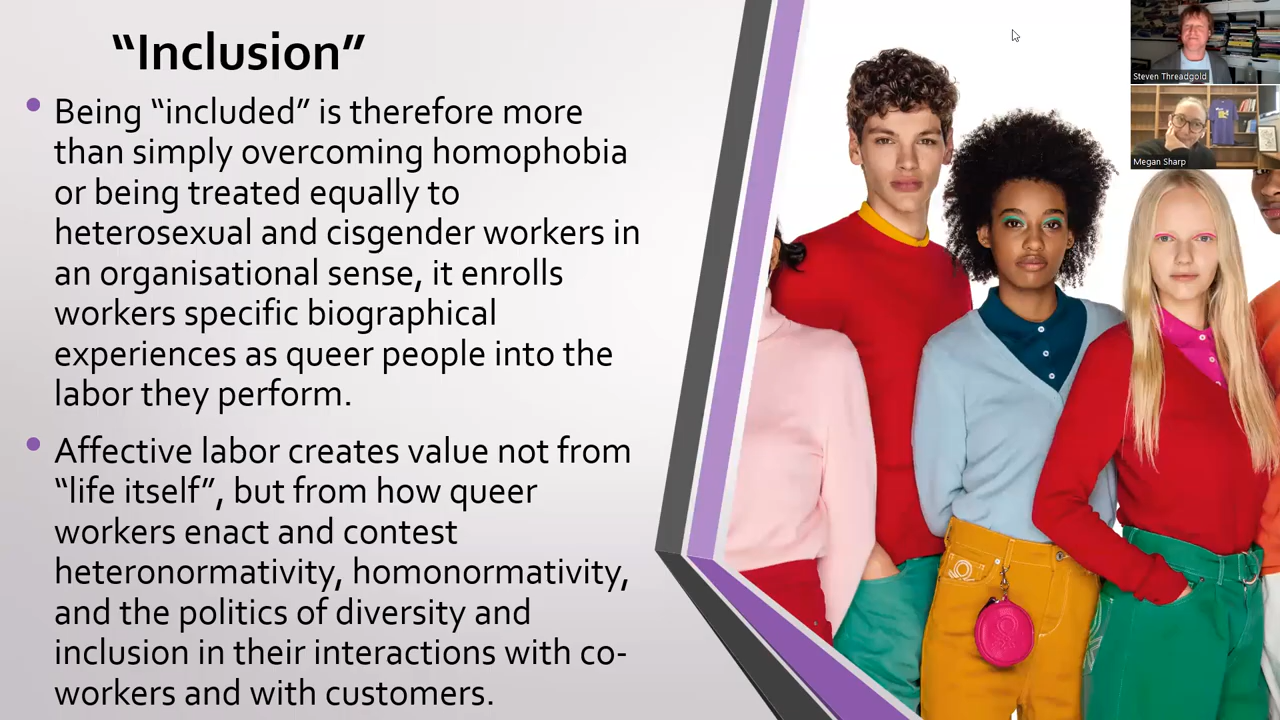 “Inclusion”
Being “included” is therefore more
than simply overcoming homophobia
or being treated equally to
heterosexual and cisgender workers in
an organisational sense, it enrolls
workers specific biographical
experiences as queer people into the
labor they perform.
Affective labor creates value not from
“life itself”, but from how queer
workers enact and contest
heteronormativity, homonormativity,
and the politics of diversity and
inclusion in their interactions with co-
workers and with customers.
Steven Threadgold
Megan Sharp